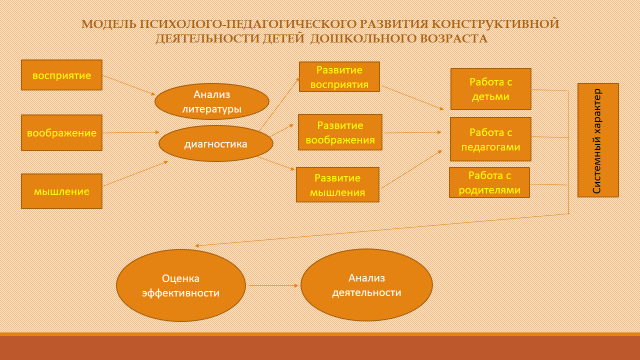 МОДЕЛЬ ПСИХОЛОГО-ПЕДАГОГИЧЕСКОГО РАЗВИТИЯ КОНСТРУКТИВНОЙ
ДЕЯТЕЛЬНОСТИ ДЕТЕЙ ДОШКОЛЬНОГО ВОЗРАСТА
восприятие
воображение
мышление
Анализ
литературы
диагностика
Развитие
восприятия
Развитие
воображения
Развитие
мышления
Работа с
детьми
Работа с
педагогами
Работа с
родителями
Системный характер
Оценка
эффективности
Анализ
деятельности